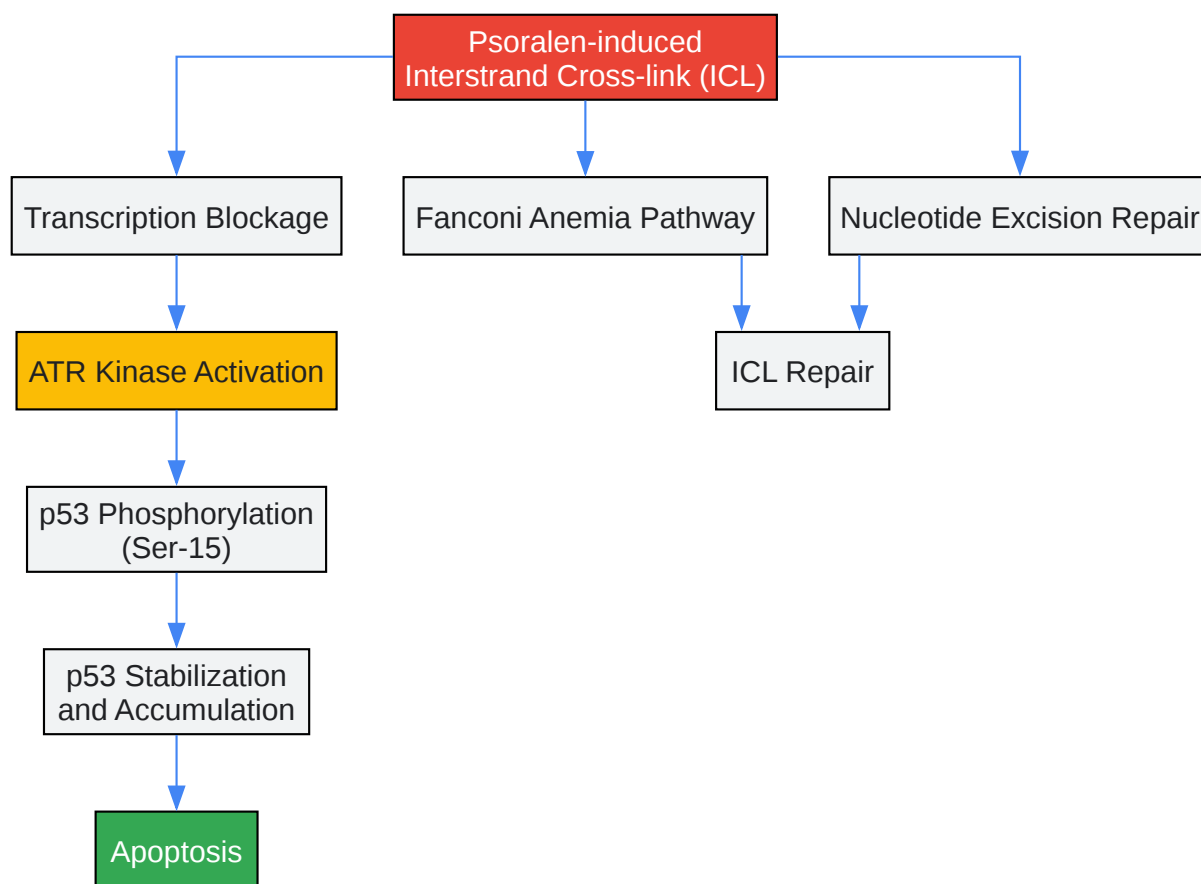 Psoralen-induced
Interstrand Cross-link (ICL)
Transcription Blockage
Fanconi Anemia Pathway
Nucleotide Excision Repair
ATR Kinase Activation
ICL Repair
p53 Phosphorylation
(Ser-15)
p53 Stabilization
and Accumulation
Apoptosis